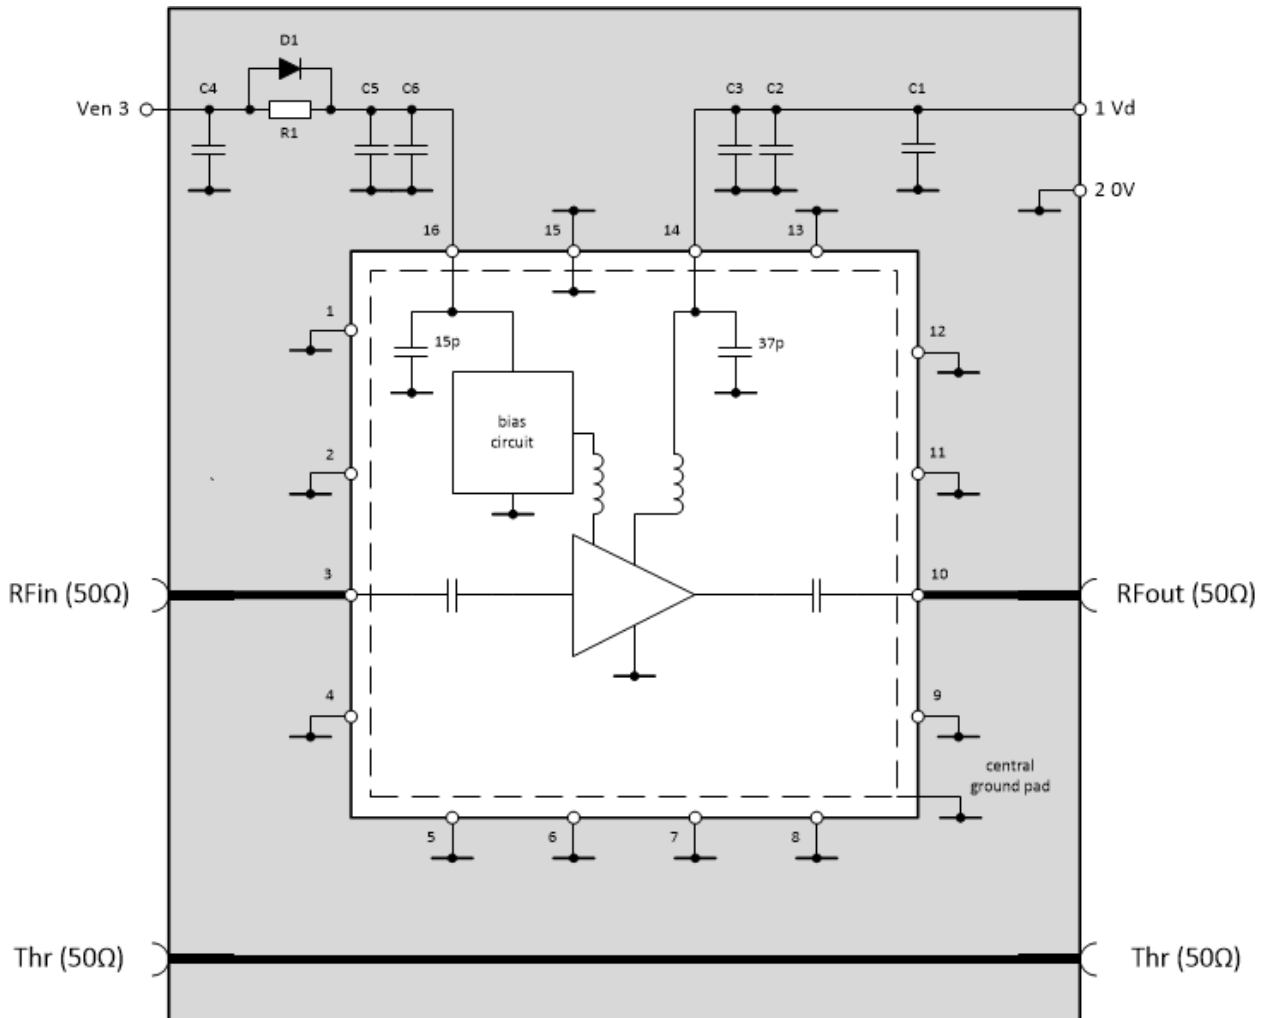 D1
C4
C5 C6
C3 C2
C1
Ven 3
1 Vd
R1
2 0V
16
15
14
13
1
12
15p
37p
bias
circuit
2
11
3
10
RFin (50Ω)
RFout (50Ω)
4
9
central
ground pad
5
6
7
8
Thr (50Ω)
Thr (50Ω)